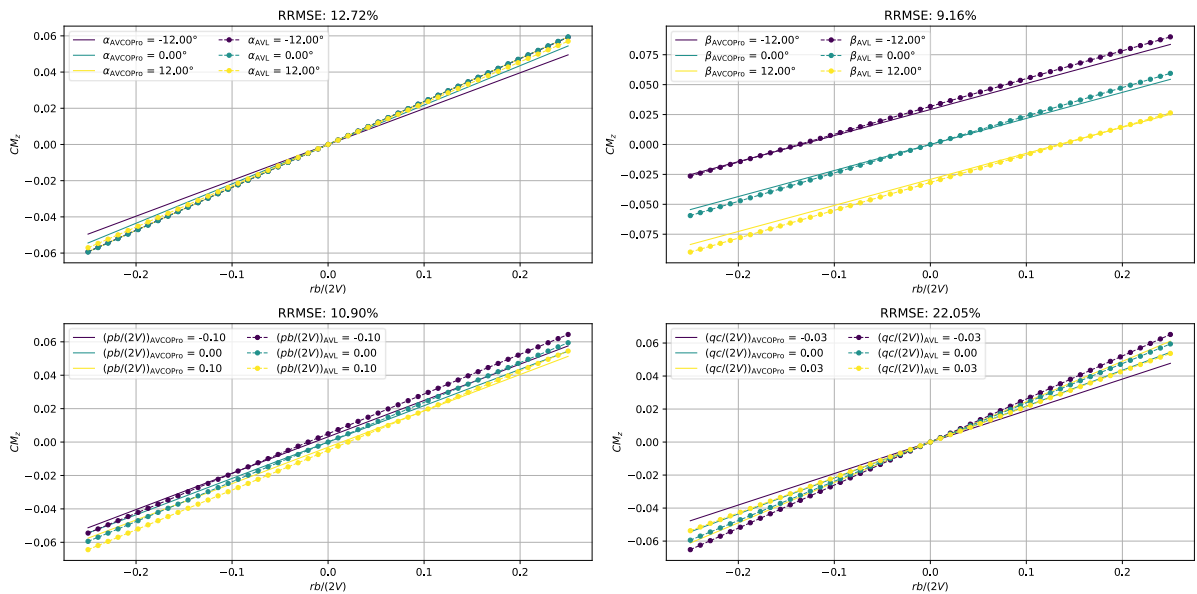 RRMSE: 12.72%
α_AVCOPro = -12.00° α_AVL = -12.00°
α_AVCOPro = 0.00° α_AVL = 0.00°
α_AVCOPro = 12.00° α_AVL = 12.00°
0.06
0.04
0.02
0.00
−0.02
−0.04
−0.06
CM_z
−0.2 −0.1 0.0 0.1 0.2
rb/(2V)
RRMSE: 9.16%
β_AVCOPro = -12.00° β_AVL = -12.00°
β_AVCOPro = 0.00° β_AVL = 0.00°
β_AVCOPro = 12.00° β_AVL = 12.00°
0.075
0.050
0.025
0.000
−0.025
−0.050
−0.075
CM_z
−0.2 −0.1 0.0 0.1 0.2
rb/(2V)
RRMSE: 10.90%
(pb/(2V))_AVCOPro = -0.10 (pb/(2V))_AVL = -0.10
(pb/(2V))_AVCOPro = 0.00 (pb/(2V))_AVL = 0.00
(pb/(2V))_AVCOPro = 0.10 (pb/(2V))_AVL = 0.10
0.06
0.04
0.02
0.00
−0.02
−0.04
−0.06
CM_z
−0.2 −0.1 0.0 0.1 0.2
rb/(2V)
RRMSE: 22.05%
(qc/(2V))_AVCOPro = -0.03 (qc/(2V))_AVL = -0.03
(qc/(2V))_AVCOPro = 0.00 (qc/(2V))_AVL = 0.00
(qc/(2V))_AVCOPro = 0.03 (qc/(2V))_AVL = 0.03
0.06
0.04
0.02
0.00
−0.02
−0.04
−0.06
CM_z
−0.2 −0.1 0.0 0.1 0.2
rb/(2V)